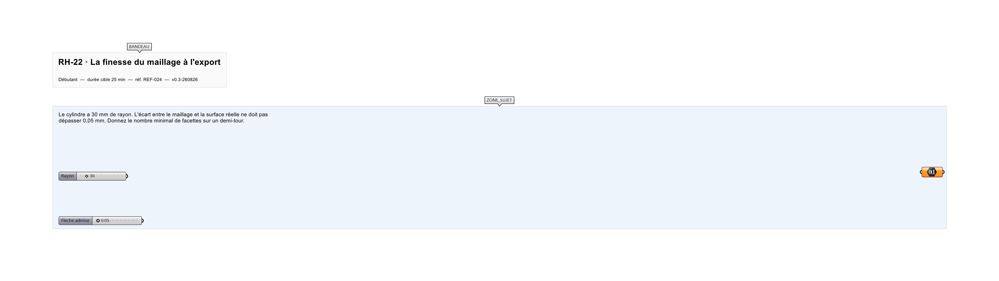 BANDEAU
RH-22 · La finesse du maillage à l'export
Débutant — durée cible 25 min — réf. REF-024 — v0.3-260826
ZONE_SUJET
Le cylindre a 30 mm de rayon. L'écart entre le maillage et la surface réelle ne doit pas
dépasser 0,05 mm. Donnez le nombre minimal de facettes sur un demi-tour.
Rayon 30
0.1
Fleche admise 0.05